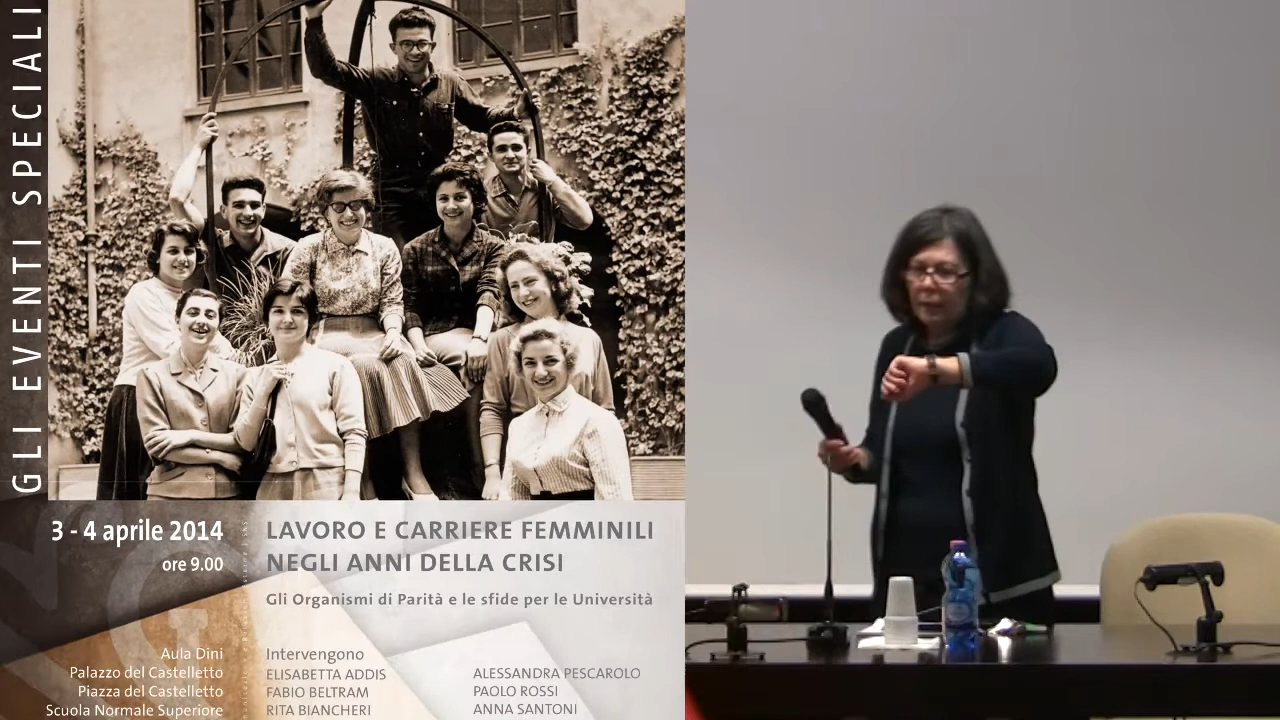 GLI EVENTI SPECIALI
3 - 4 aprile 2014
ore 9.00
LAVORO E CARRIERE FEMMINILI
NEGLI ANNI DELLA CRISI
Gli Organismi di Parità e le sfide per le Università
Aula Dini
Palazzo del Castelletto
Piazza del Castelletto
Scuola Normale Superiore
Intervengono
ELISABETTA ADDIS
FABIO BELTRAM
RITA BIANCHERI
ALESSANDRA PESCAROLO
PAOLO ROSSI
ANNA SANTONI